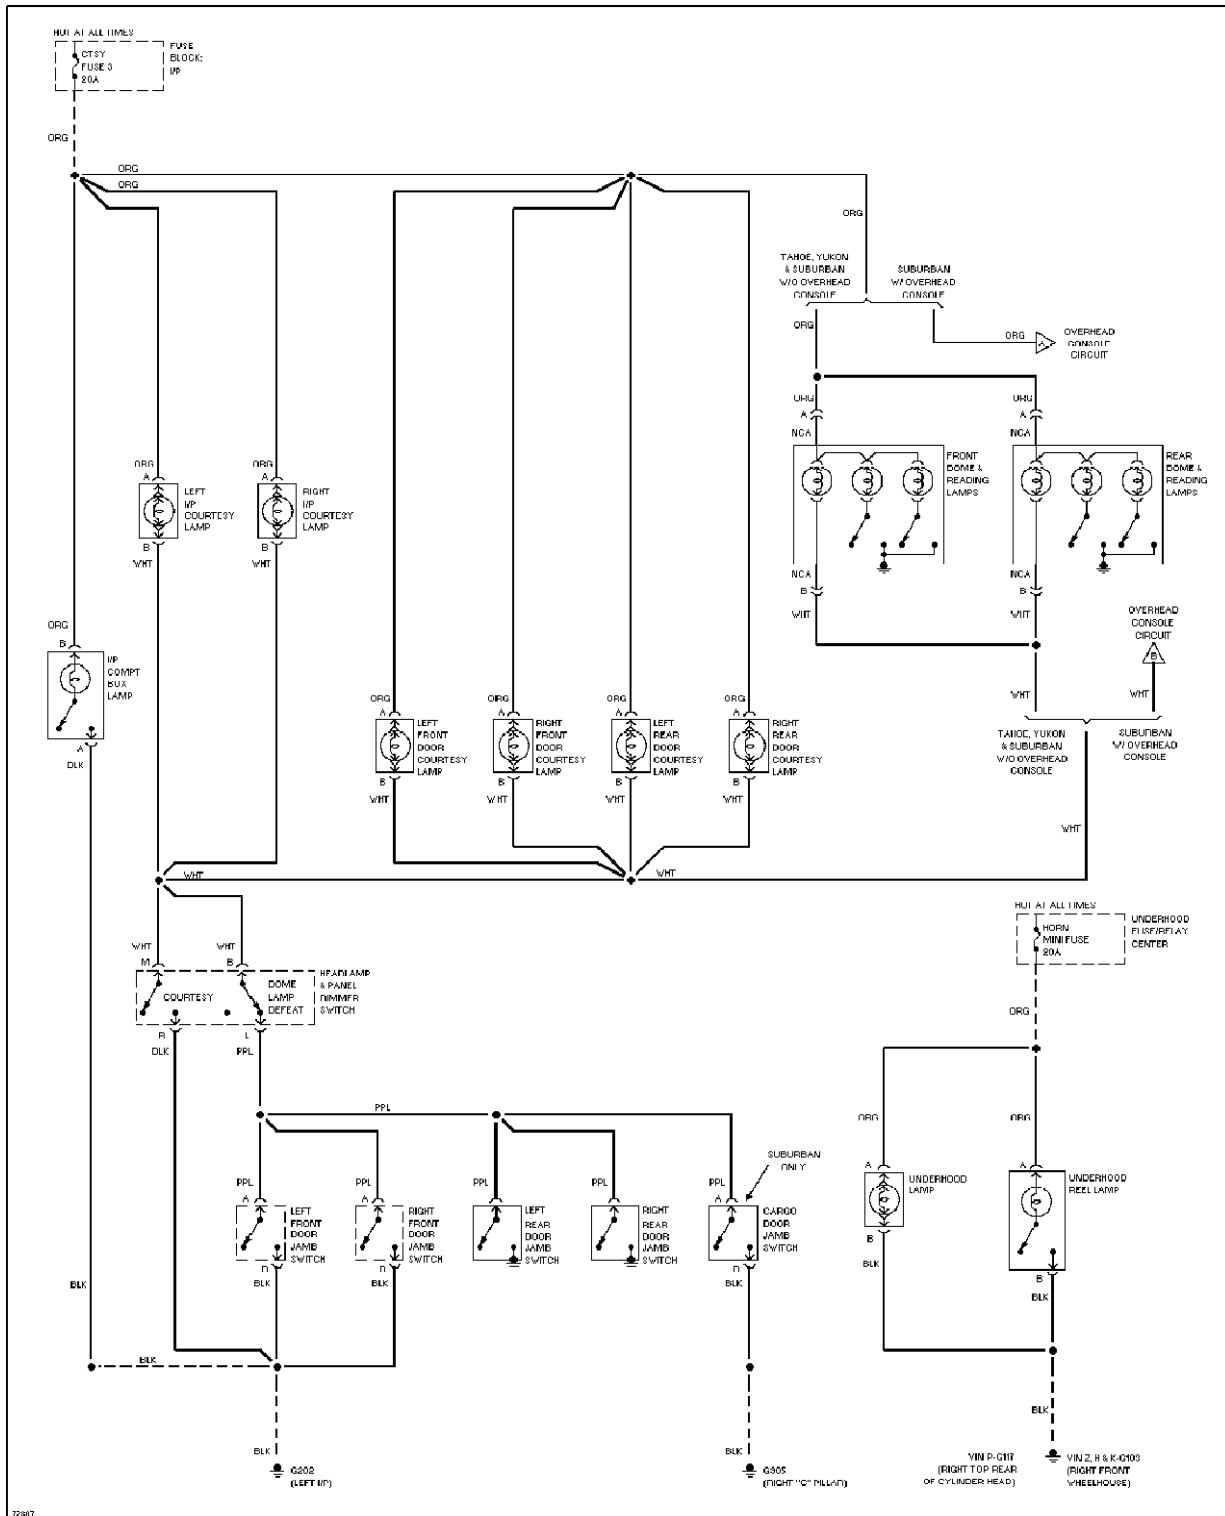 HOT AT ALL TIMES
CTSY
FUSE 3
20A
FUSE
BLOCK:
I/P
ORG
ORG
ORG
ORG
TAHOE, YUKON
& SUBURBAN
W/O OVERHEAD
CONSOLE
SUBURBAN
W/ OVERHEAD
CONSOLE
ORG
ORG
A
OVERHEAD
CONSOLE
CIRCUIT
ORG
A
NCA
ORG
A
NCA
FRONT
DOME &
READING
LAMPS
REAR
DOME &
READING
LAMPS
ORG
A
LEFT
I/P
COURTESY
LAMP
B
WHT
ORG
A
RIGHT
I/P
COURTESY
LAMP
B
WHT
NCA
B
WHT
NCA
B
WHT
OVERHEAD
CONSOLE
CIRCUIT
B
ORG
B
I/P
COMPT
BOX
LAMP
A
BLK
WHT
WHT
ORG
A
LEFT
FRONT
DOOR
COURTESY
LAMP
B
WHT
ORG
A
RIGHT
FRONT
DOOR
COURTESY
LAMP
B
WHT
ORG
A
LEFT
REAR
DOOR
COURTESY
LAMP
B
WHT
ORG
A
RIGHT
REAR
DOOR
COURTESY
LAMP
B
WHT
TAHOE, YUKON
& SUBURBAN
W/O OVERHEAD
CONSOLE
SUBURBAN
W/ OVERHEAD
CONSOLE
WHT
WHT
WHT
HOT AT ALL TIMES
HORN
MINI FUSE
20A
UNDERHOOD
FUSE/RELAY
CENTER
WHT
M
WHT
B
COURTESY
DOME
LAMP
DEFEAT
HEADLAMP
& PANEL
DIMMER
SWITCH
R
BLK
L
PPL
ORG
PPL
ORG
ORG
SUBURBAN
ONLY
PPL
A
LEFT
FRONT
DOOR
JAMB
SWITCH
D
BLK
PPL
A
RIGHT
FRONT
DOOR
JAMB
SWITCH
D
BLK
PPL
LEFT
REAR
DOOR
JAMB
SWITCH
PPL
RIGHT
REAR
DOOR
JAMB
SWITCH
PPL
A
CARGO
DOOR
JAMB
SWITCH
D
BLK
A
UNDERHOOD
LAMP
B
BLK
A
UNDERHOOD
REEL LAMP
B
BLK
BLK
BLK
BLK
G202
(LEFT I/P)
BLK
G305
(RIGHT "C" PILLAR)
BLK
VIN P-G117
(RIGHT TOP REAR
OF CYLINDER HEAD)
VIN Z, H & K-G103
(RIGHT FRONT
WHEELHOUSE)